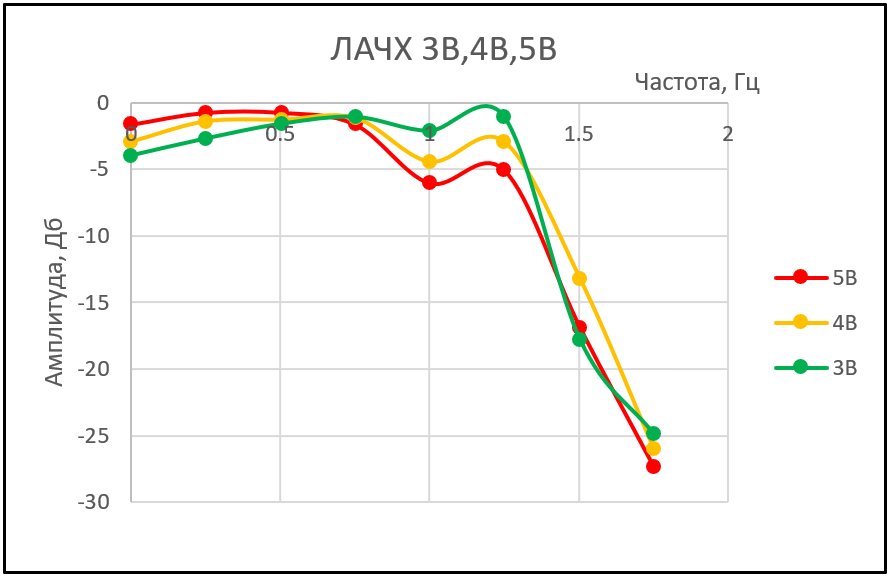 ЛАЧХ 3В,4В,5В
Частота, Гц
0
0 0.5 1 1.5 2
-5
-10
-15
-20
-25
-30
Амплитуда, Дб
5В
4В
3В